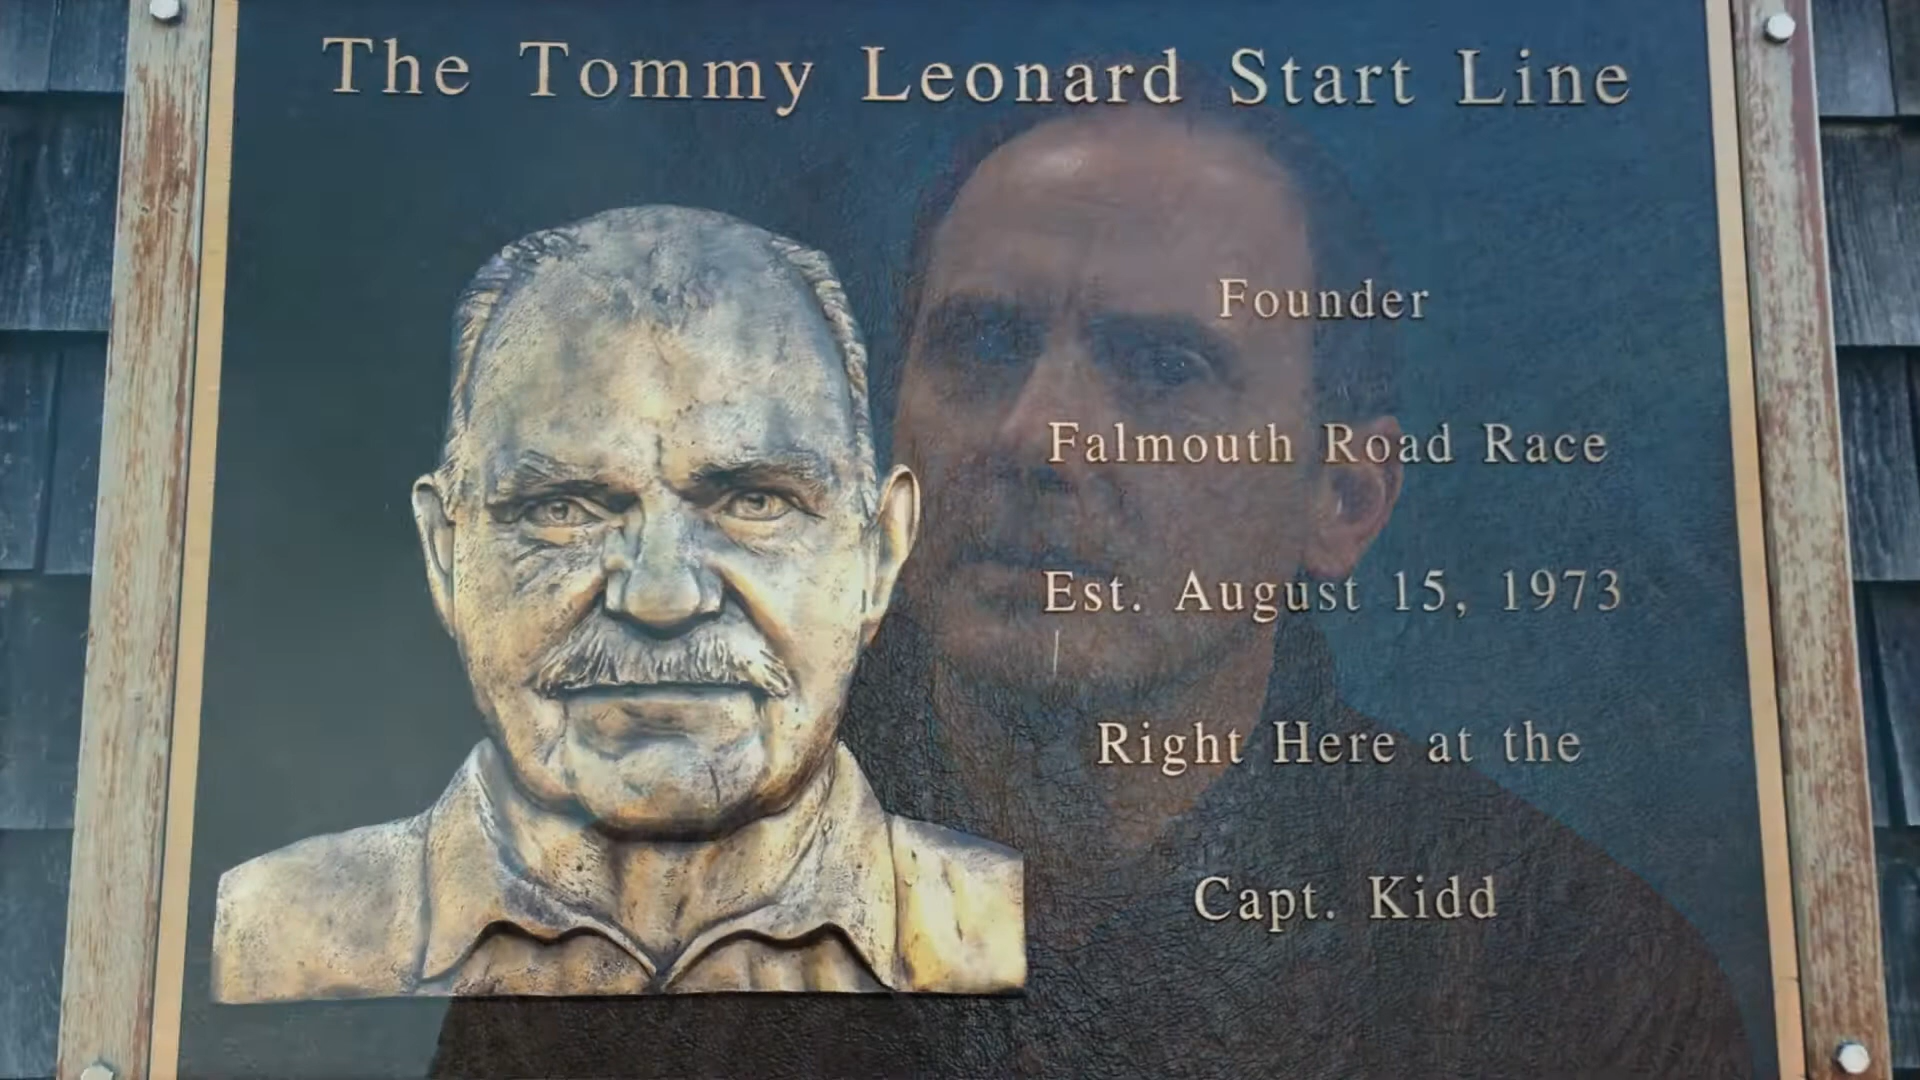 The Tommy Leonard Start Line
Founder
Falmouth Road Race
Est. August 15, 1973
Right Here at the
Capt. Kidd